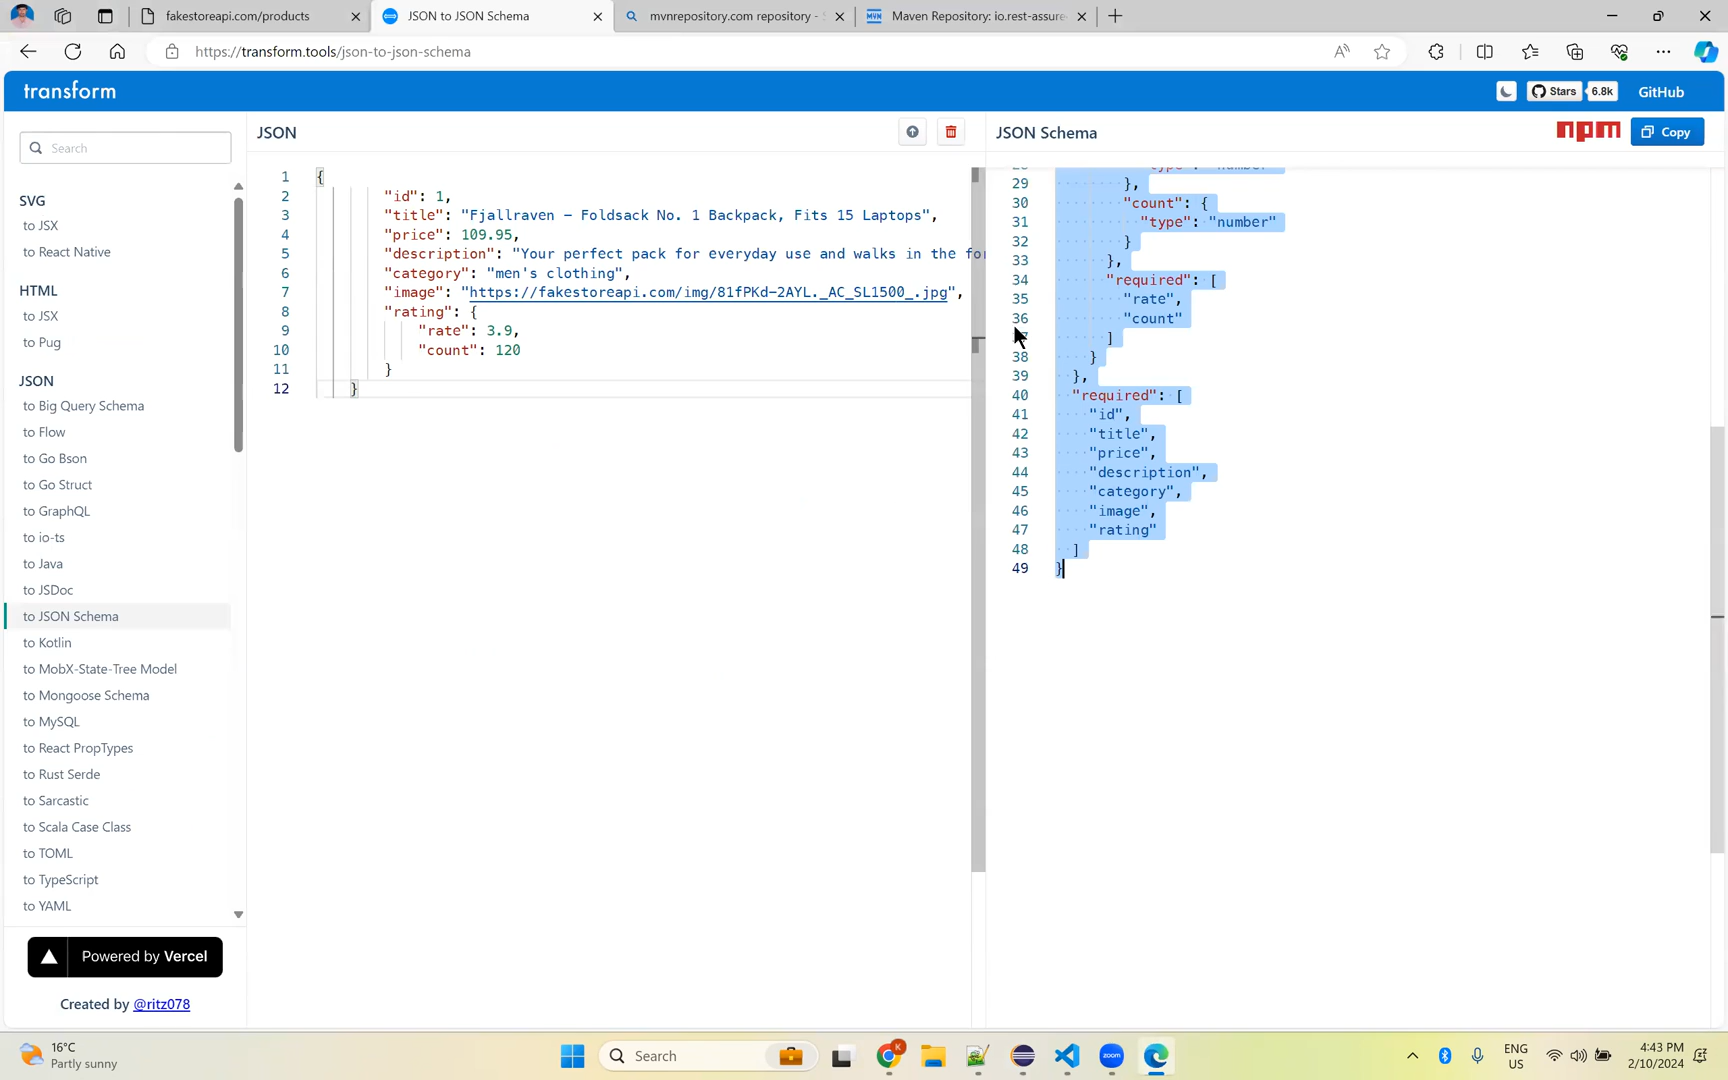 fakestoreapi.com/products
JSON to JSON Schema
mvnrepository.com repository - S
Maven Repository: io.rest-assure
https://transform.tools/json-to-json-schema
transform
Stars
6.8k
GitHub
Search
SVG
to JSX
to React Native
HTML
to JSX
to Pug
JSON
to Big Query Schema
to Flow
to Go Bson
to Go Struct
to GraphQL
to io-ts
to Java
to JSDoc
to JSON Schema
to Kotlin
to MobX-State-Tree Model
to Mongoose Schema
to MySQL
to React PropTypes
to Rust Serde
to Sarcastic
to Scala Case Class
to TOML
to TypeScript
to YAML
Powered by Vercel
Created by @ritz078
JSON
1 {
2 "id": 1,
3 "title": "Fjallraven - Foldsack No. 1 Backpack, Fits 15 Laptops",
4 "price": 109.95,
5 "description": "Your perfect pack for everyday use and walks in the for
6 "category": "men's clothing",
7 "image": "https://fakestoreapi.com/img/81fPKd-2AYL._AC_SL1500_.jpg",
8 "rating": {
9 "rate": 3.9,
10 "count": 120
11 }
12 }
JSON Schema
npm
Copy
28 "type": "number"
29 },
30 "count": {
31 "type": "number"
32 }
33 },
34 "required": [
35 "rate",
36 "count"
]
38 }
39 },
40 "required": [
41 "id",
42 "title",
43 "price",
44 "description",
45 "category",
46 "image",
47 "rating"
48 ]
49 }
16°C
Partly sunny
Search
K
zoom
ENG
US
4:43 PM
2/10/2024